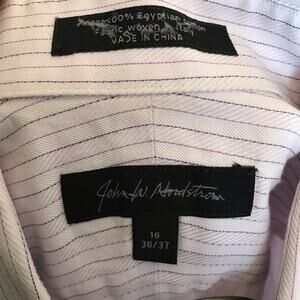 100% Egyptian Cotton
Fabric Woven in Italy
MADE IN CHINA
John W. Nordstrom
16
36/37